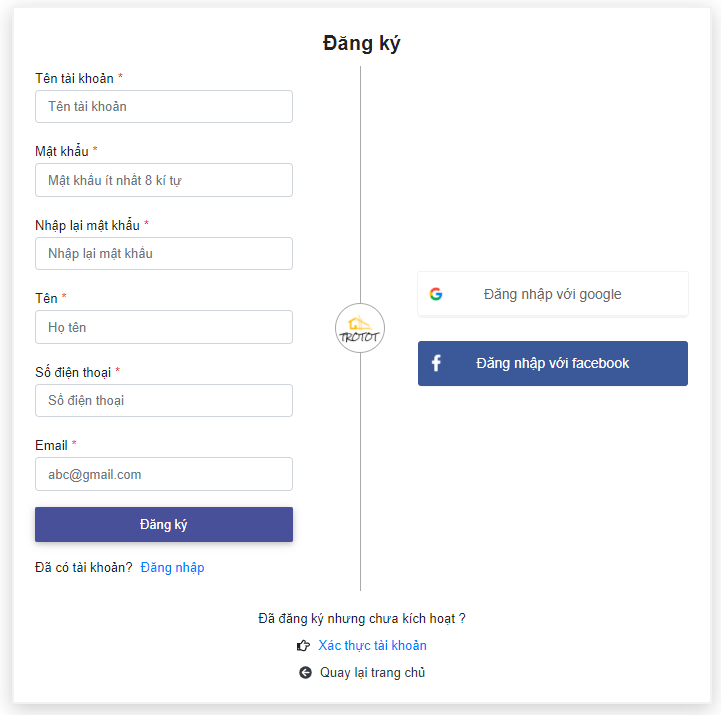 Đăng ký
Tên tài khoản *
Tên tài khoản
Mật khẩu *
Mật khẩu ít nhất 8 kí tự
Nhập lại mật khẩu *
Nhập lại mật khẩu
Tên *
Họ tên
Số điện thoại *
Số điện thoại
Email *
abc@gmail.com
Đăng ký
Đã có tài khoản? Đăng nhập
TROTOT
Đăng nhập với google
Đăng nhập với facebook
Đã đăng ký nhưng chưa kích hoạt ?
Xác thực tài khoản
Quay lại trang chủ